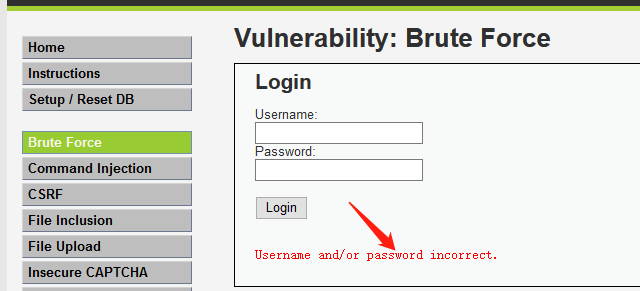 Home
Instructions
Setup / Reset DB
Brute Force
Command Injection
CSRF
File Inclusion
File Upload
Insecure CAPTCHA
Vulnerability: Brute Force
Login
Username:
Password:
Login
Username and/or password incorrect.